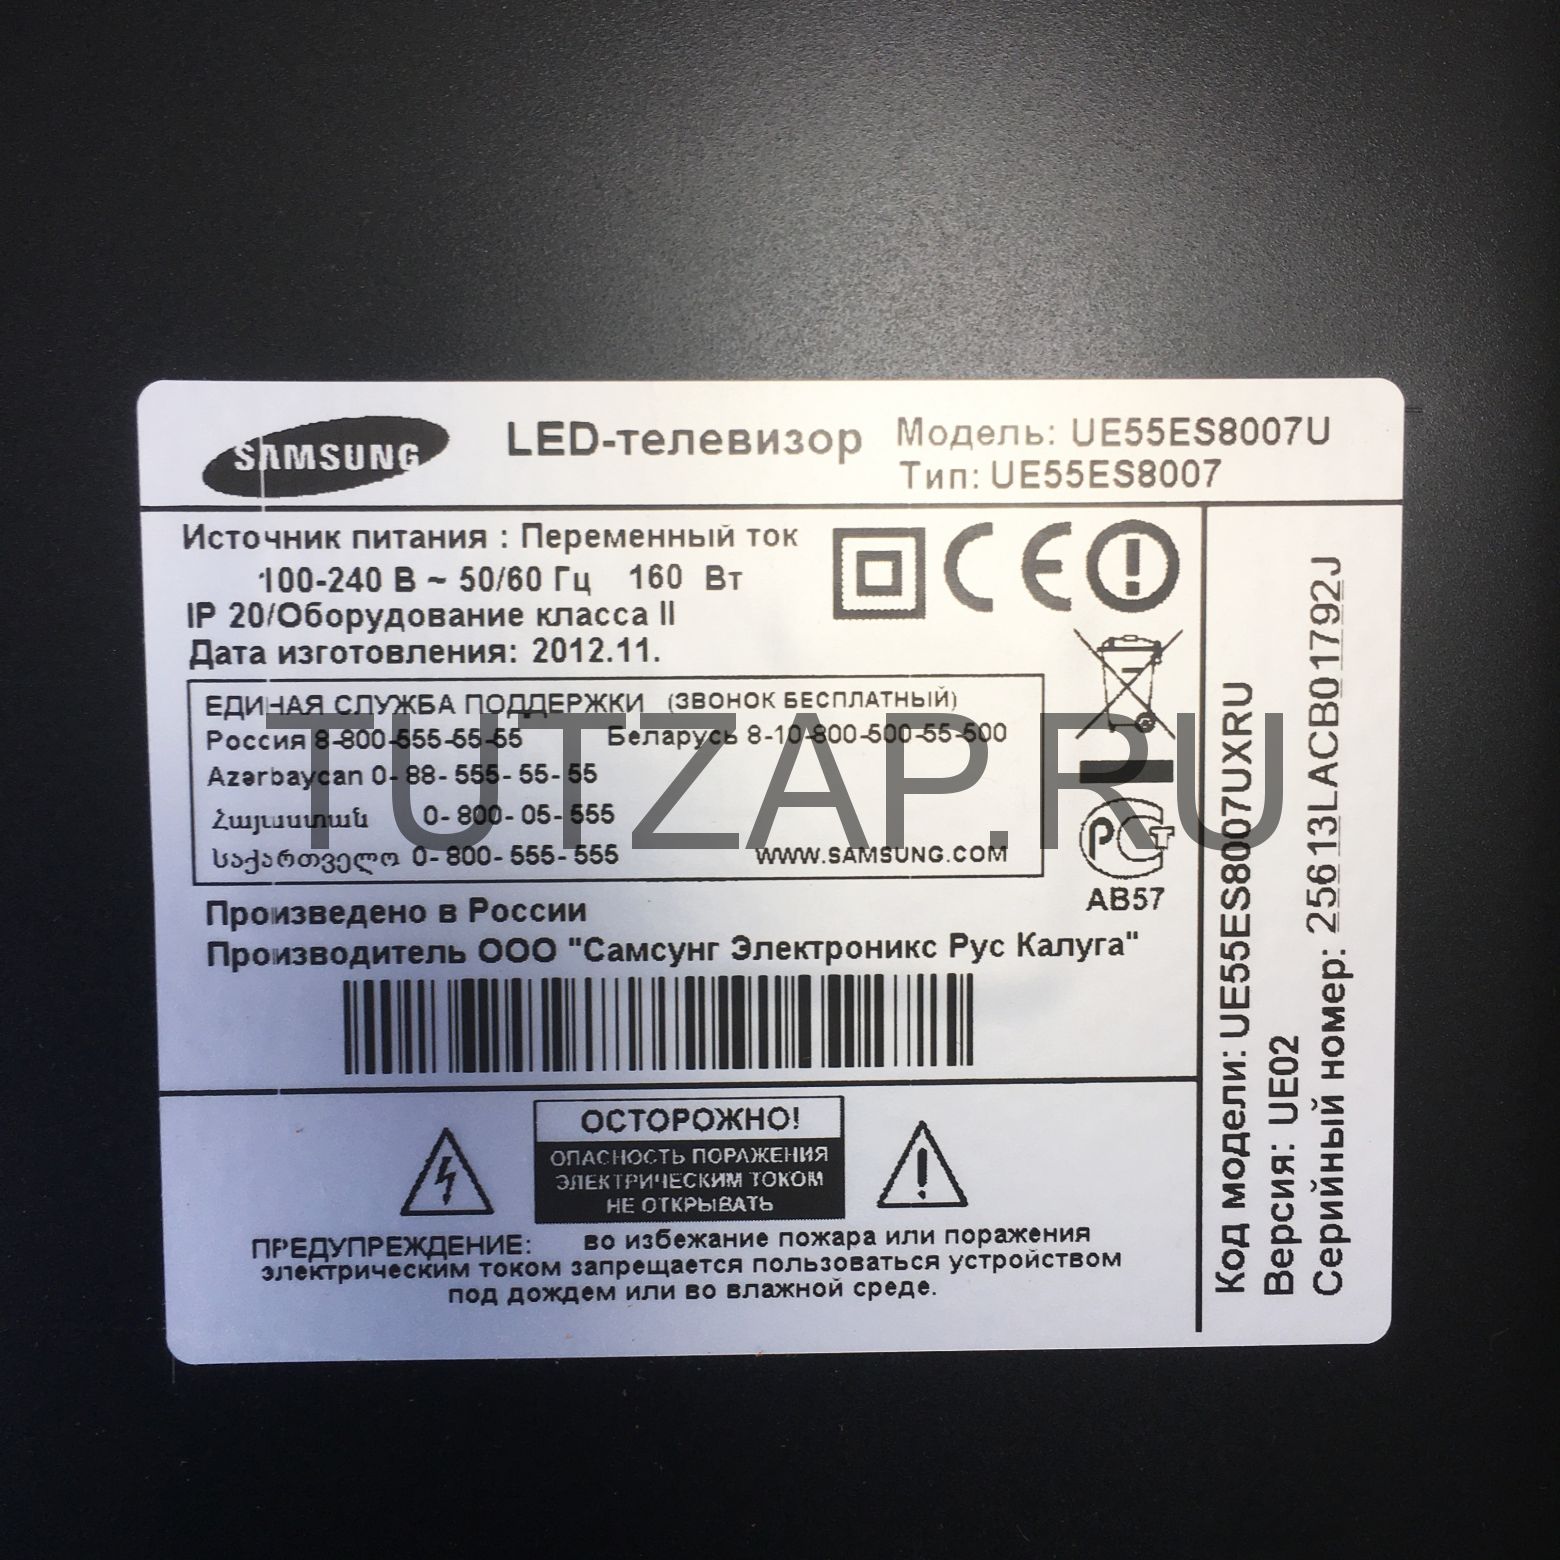 SAMSUNG
LED-телевизор
Модель: UE55ES8007U
Тип: UE55ES8007
Источник питания : Переменный ток
100-240 В ~ 50/60 Гц 160 Вт
IP 20/Оборудование класса II
Дата изготовления: 2012.11.
CE
ЕДИНАЯ СЛУЖБА ПОДДЕРЖКИ (ЗВОНОК БЕСПЛАТНЫЙ)
Россия 8-800-555-55-55 Беларусь 8-10-800-500-55-500
Azərbaycan 0- 88- 555- 55- 55
Հայաստան 0- 800- 05- 555
საქართველო 0- 800- 555- 555 WWW.SAMSUNG.COM
TUTZAP.RU
РСТ
АВ57
Произведено в России
Производитель ООО "Самсунг Электроникс Рус Калуга"
ОСТОРОЖНО!
ОПАСНОСТЬ ПОРАЖЕНИЯ
ЭЛЕКТРИЧЕСКИМ ТОКОМ
НЕ ОТКРЫВАТЬ
ПРЕДУПРЕЖДЕНИЕ: во избежание пожара или поражения
электрическим током запрещается пользоваться устройством
под дождем или во влажной среде.
Код модели: UE55ES8007UXRU
Версия: UE02
Серийный номер: 25613LACB01792J